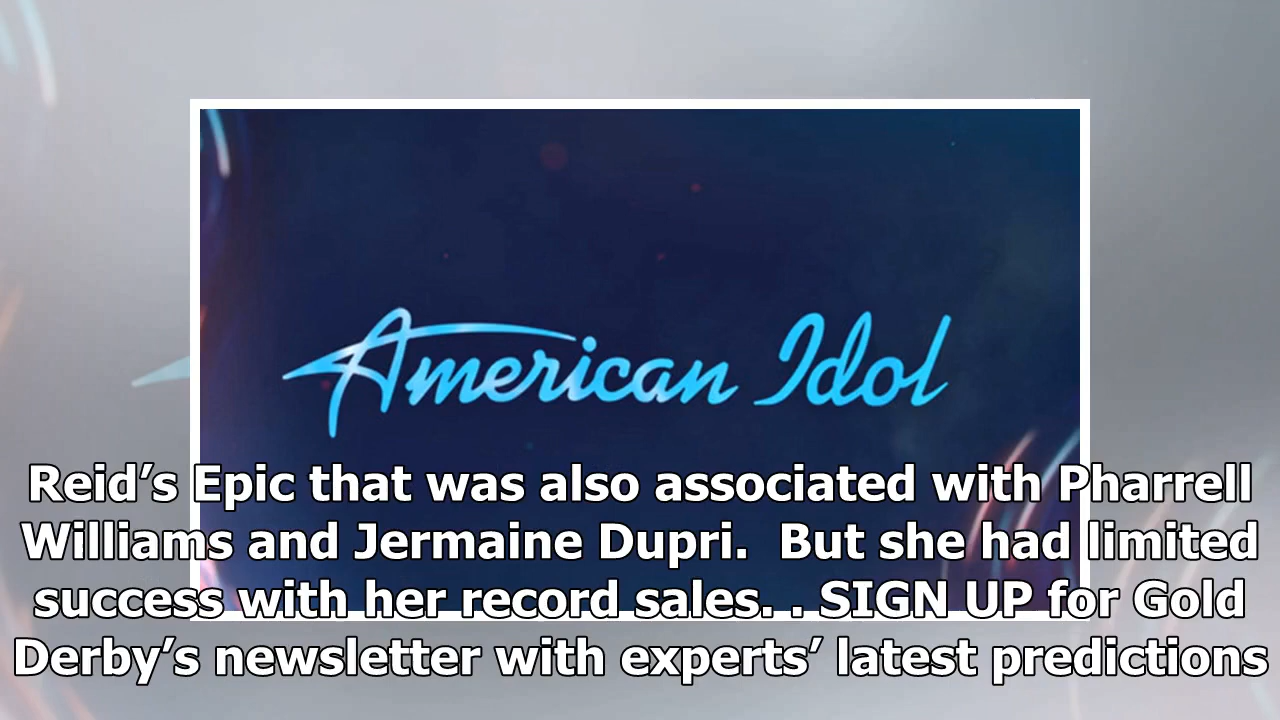 American Idol
Reid’s Epic that was also associated with Pharrell
Williams and Jermaine Dupri.  But she had limited
success with her record sales. . SIGN UP for Gold
Derby’s newsletter with experts’ latest predictions